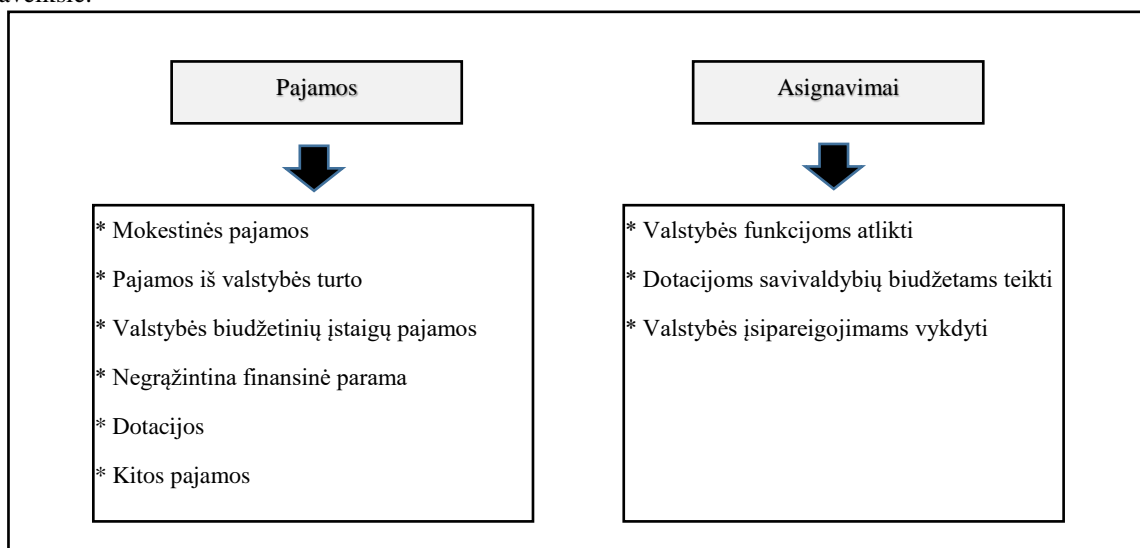 Pajamos
* Mokestinės pajamos
* Pajamos iš valstybės turto
* Valstybės biudžetinių įstaigų pajamos
* Negrąžintina finansinė parama
* Dotacijos
* Kitos pajamos
Asignavimai
* Valstybės funkcijoms atlikti
* Dotacijoms savivaldybių biudžetams teikti
* Valstybės įsipareigojimams vykdyti